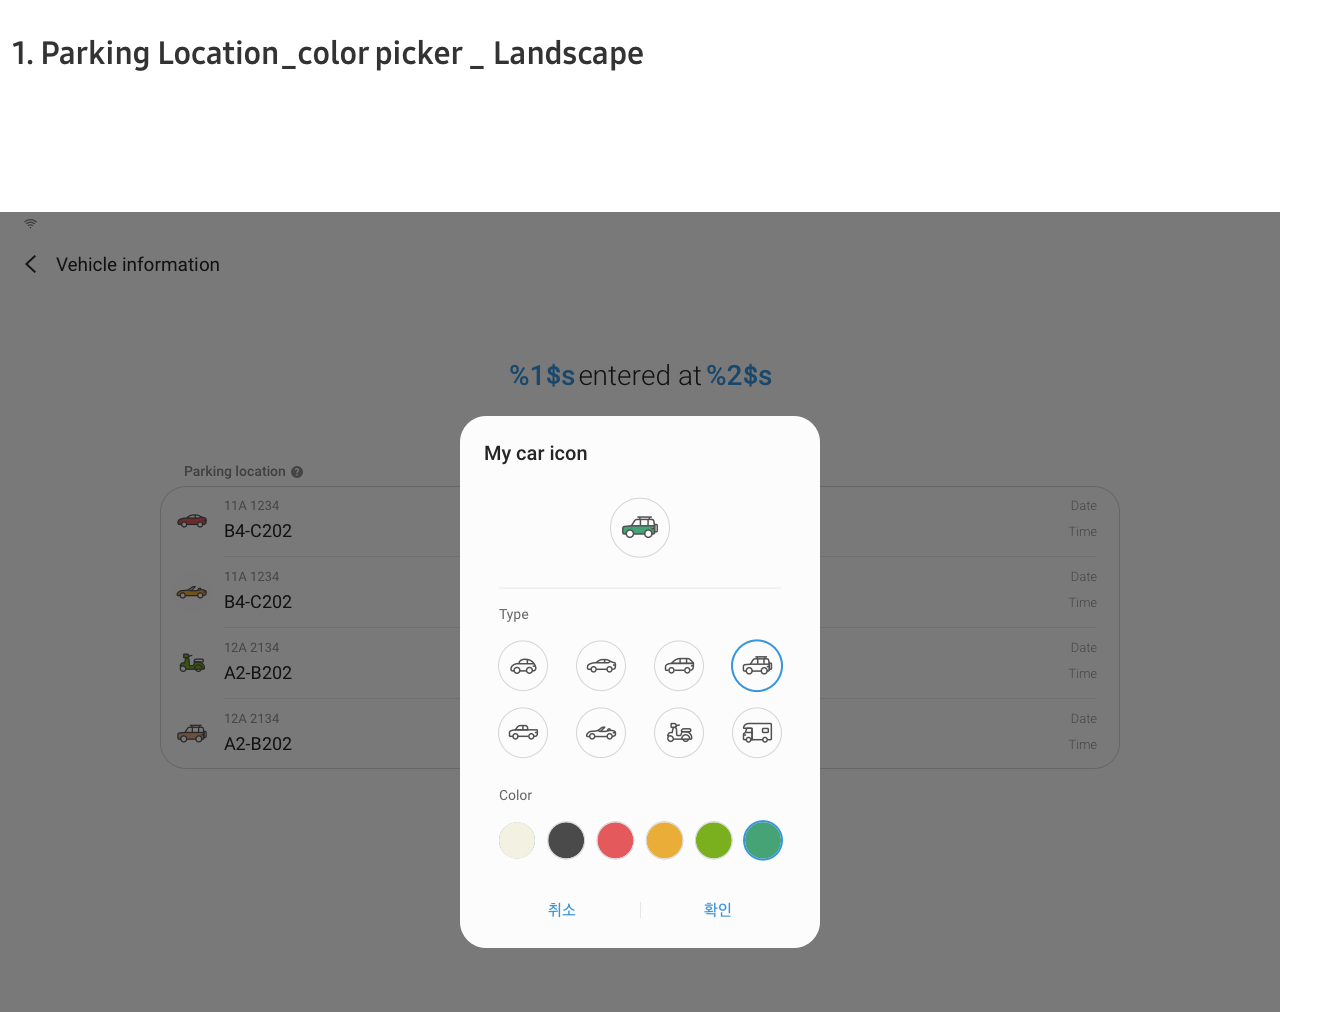 1. Parking Location_color picker _ Landscape
Vehicle information
%1$s entered at %2$s
Parking location ?
11A 1234
B4-C202
Date
Time
11A 1234
B4-C202
Date
Time
12A 2134
A2-B202
Date
Time
12A 2134
A2-B202
Date
Time
My car icon
Type
Color
취소
확인